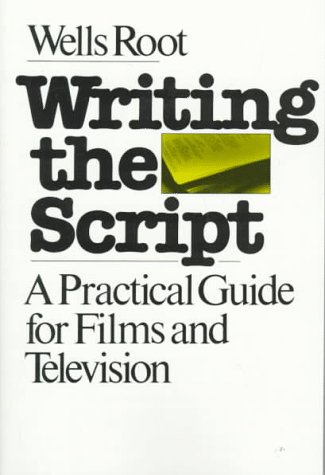 Wells Root
Writing
the
Script
A Practical Guide
for Films and
Television